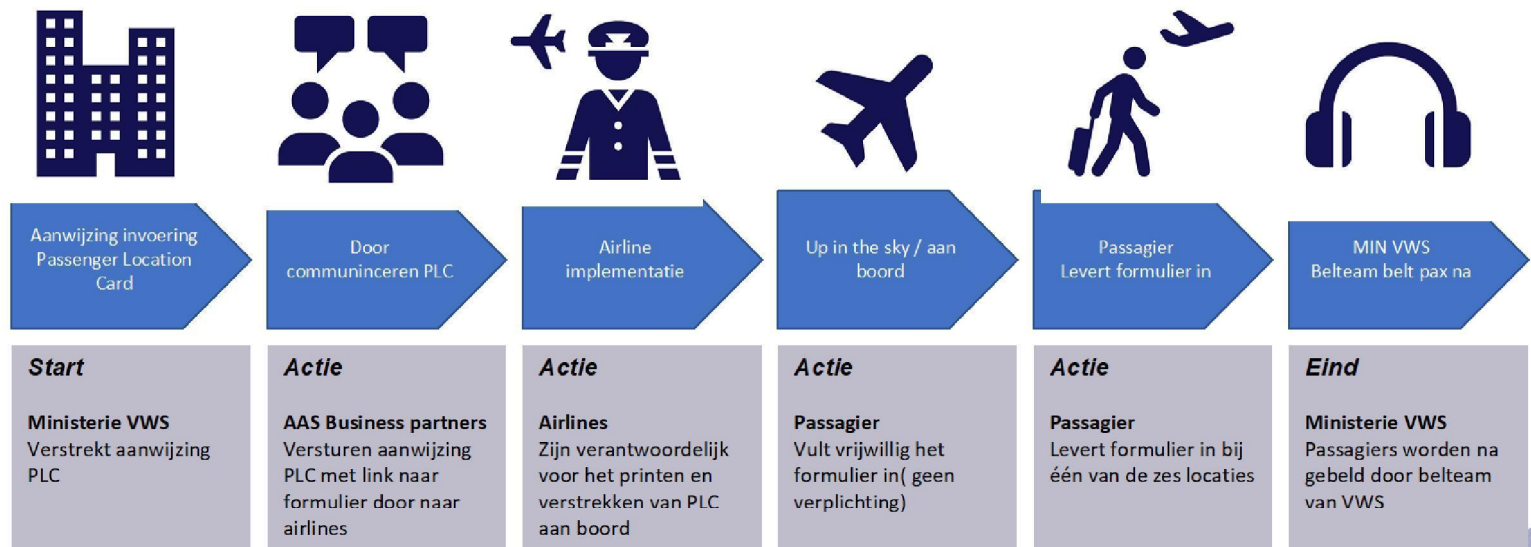 Aanwijzing invoering
Passenger Location
Card
Door
communinceren PLC
Airline
implementatie
Up in the sky / aan
boord
Passagier
Levert formulier in
MIN VWS
Belteam belt pax na
Start
Ministerie VWS
Verstrekt aanwijzing
PLC
Actie
AAS Business partners
Versturen aanwijzing
PLC met link naar
formulier door naar
airlines
Actie
Airlines
Zijn verantwoordelijk
voor het printen en
verstrekken van PLC
aan boord
Actie
Passagier
Vult vrijwillig het
formulier in( geen
verplichting)
Actie
Passagier
Levert formulier in bij
één van de zes locaties
Eind
Ministerie VWS
Passagiers worden na
gebeld door belteam
van VWS